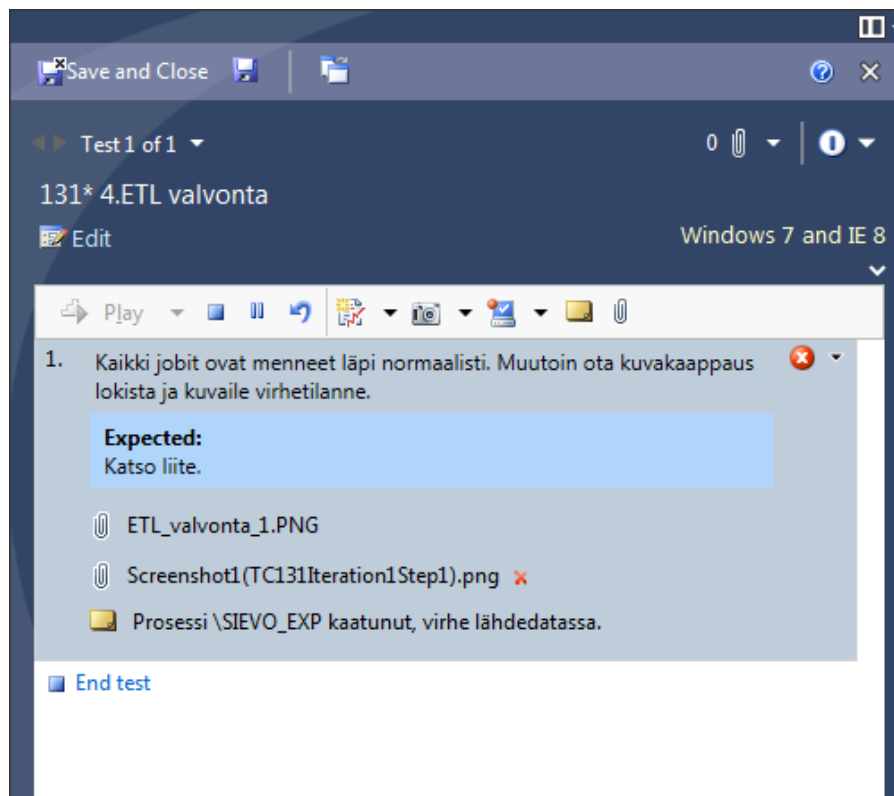 Save and Close
Test 1 of 1
0
131* 4.ETL valvonta
Edit
Windows 7 and IE 8
Play
1. Kaikki jobit ovat menneet läpi normaalisti. Muutoin ota kuvakaappaus
lokista ja kuvaile virhetilanne.
Expected:
Katso liite.
ETL_valvonta_1.PNG
Screenshot1(TC131Iteration1Step1).png
Prosessi \SIEVO_EXP kaatunut, virhe lähdedatassa.
End test